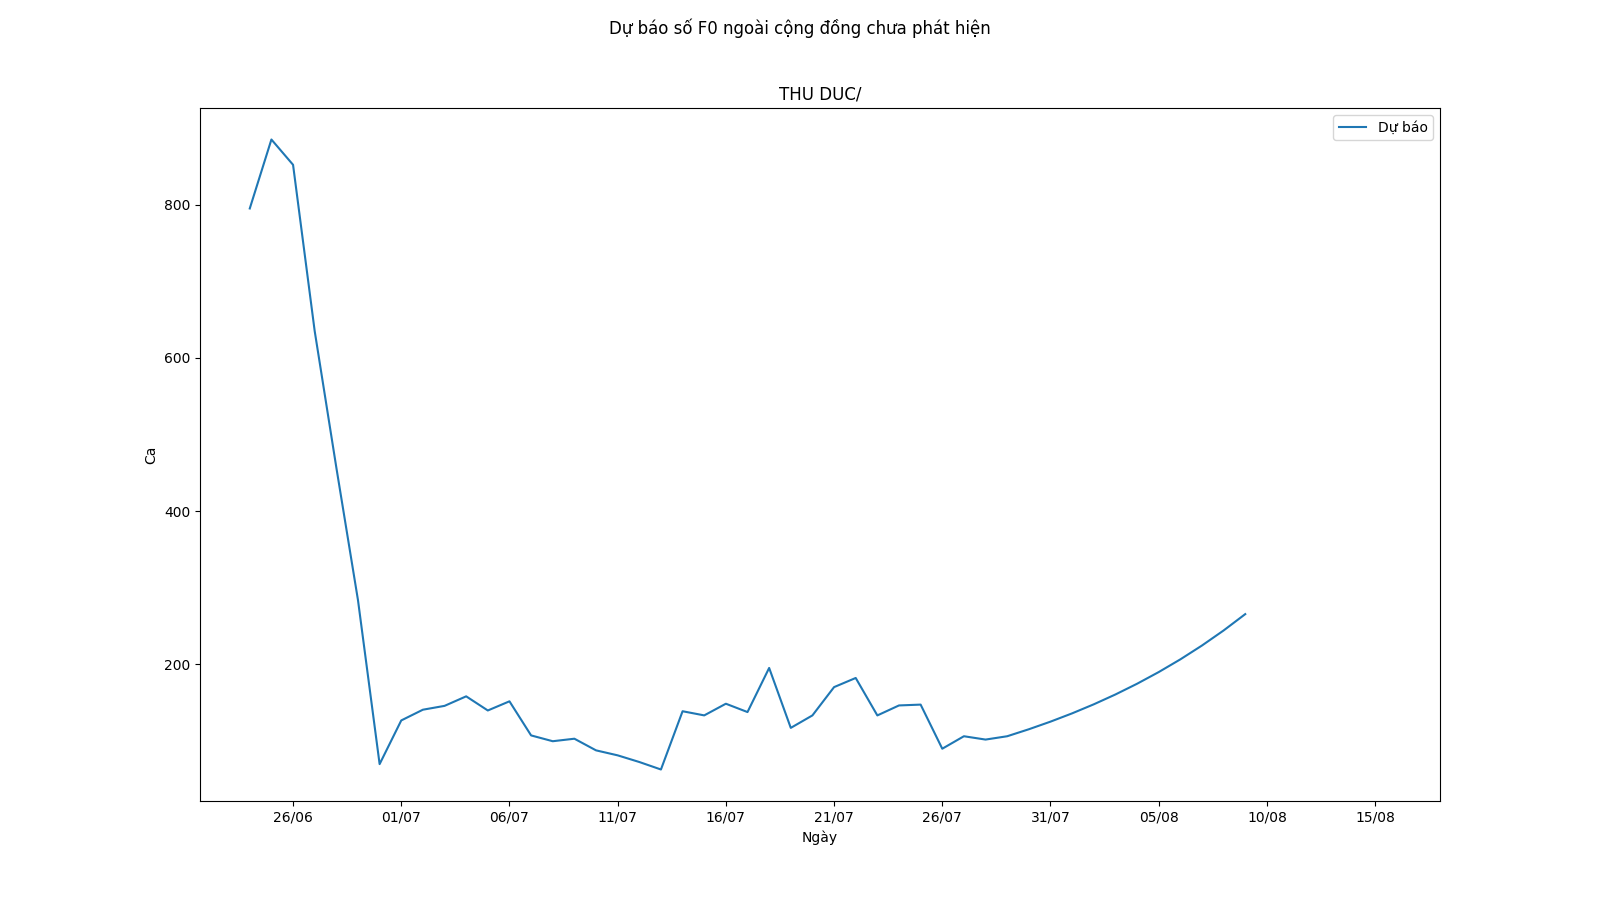 Dự báo số F0 ngoài cộng đồng chưa phát hiện
THU DUC/
Dự báo
800
600
400
200
Ca
26/06 01/07 06/07 11/07 16/07 21/07 26/07 31/07 05/08 10/08 15/08
Ngày